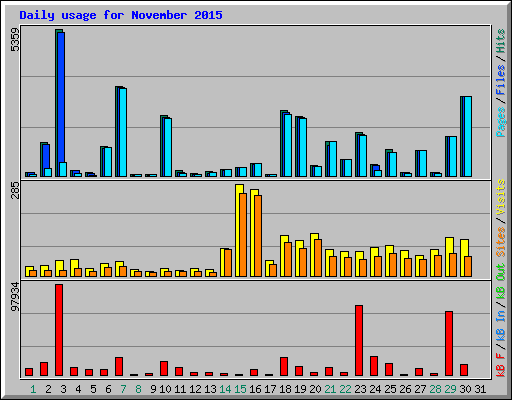 Daily usage for November 2015
5359
Pages / Files / Hits
285
kB F / kB In / kB Out Sites / Visits
97934
1 2 3 4 5 6 7 8 9 10 11 12 13 14 15 16 17 18 19 20 21 22 23 24 25 26 27 28 29 30 31